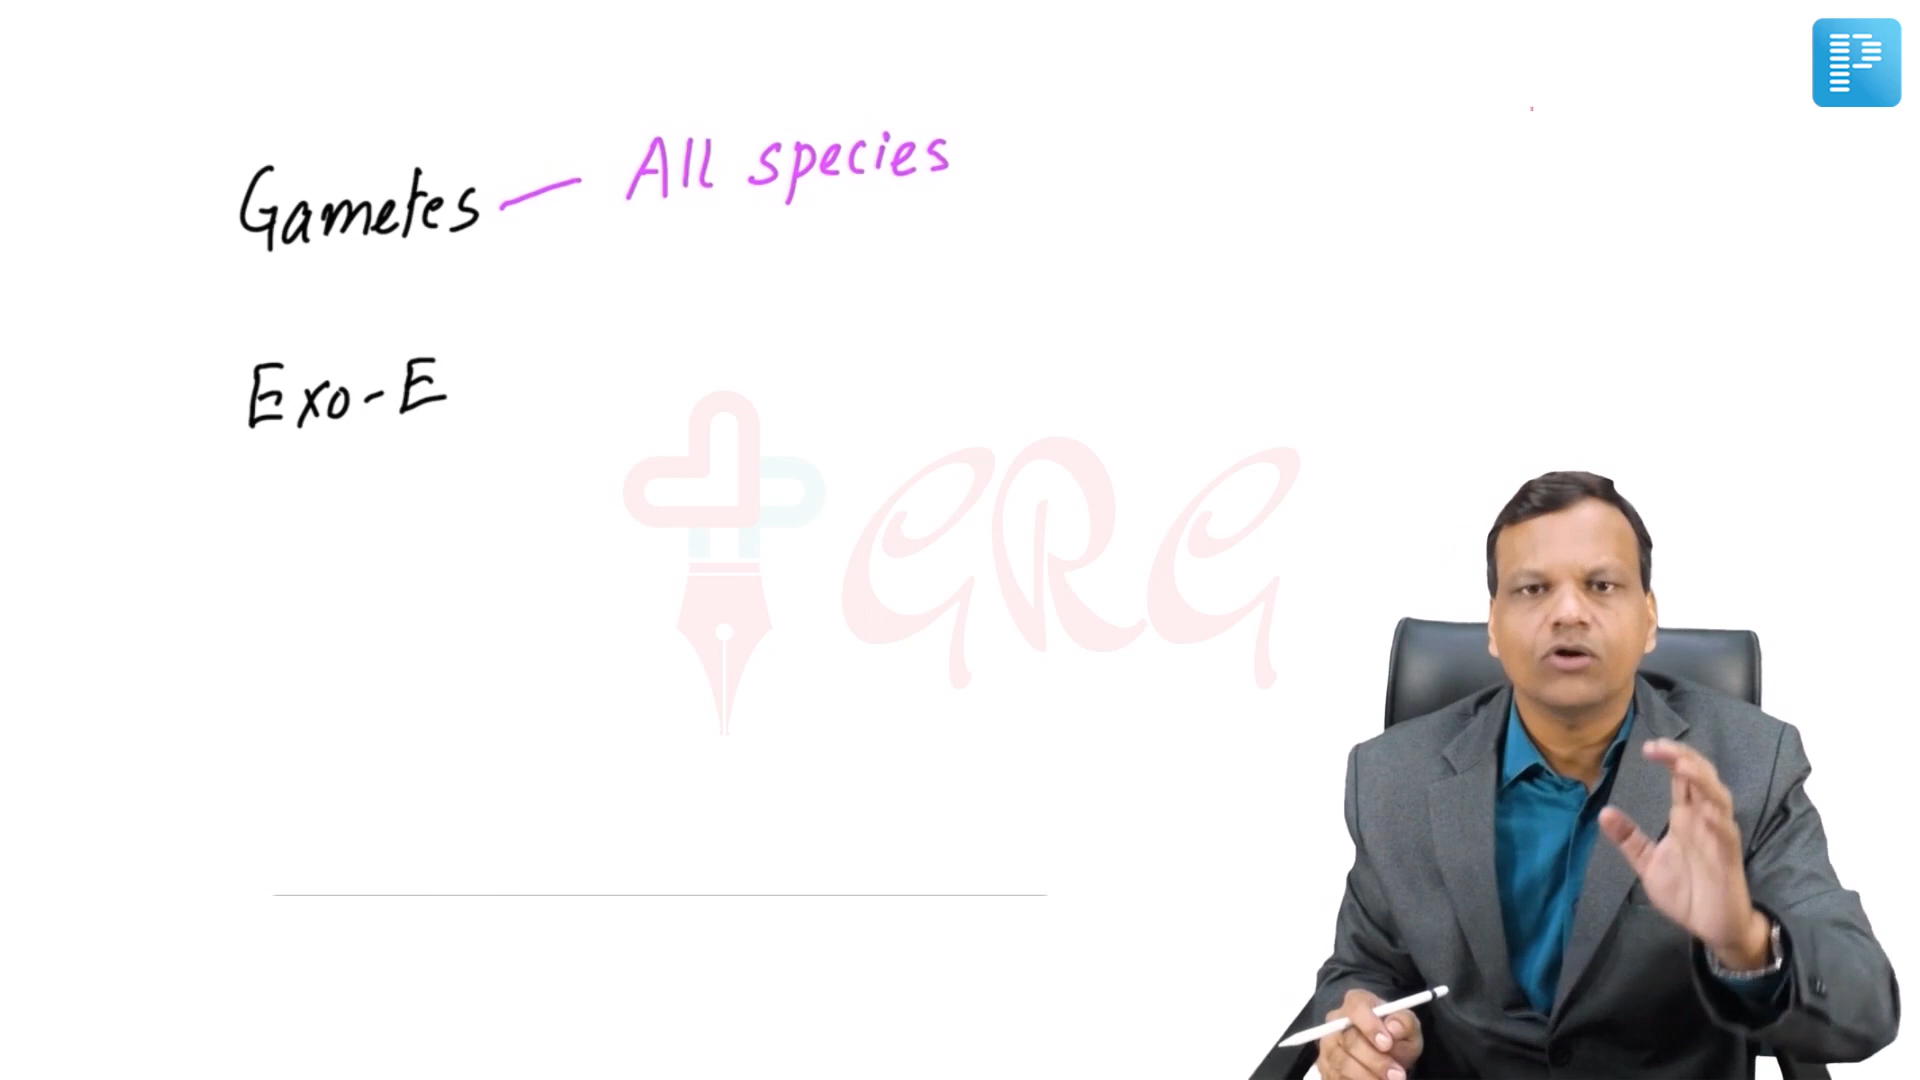 Gametes — All species
Exo-E
GRG